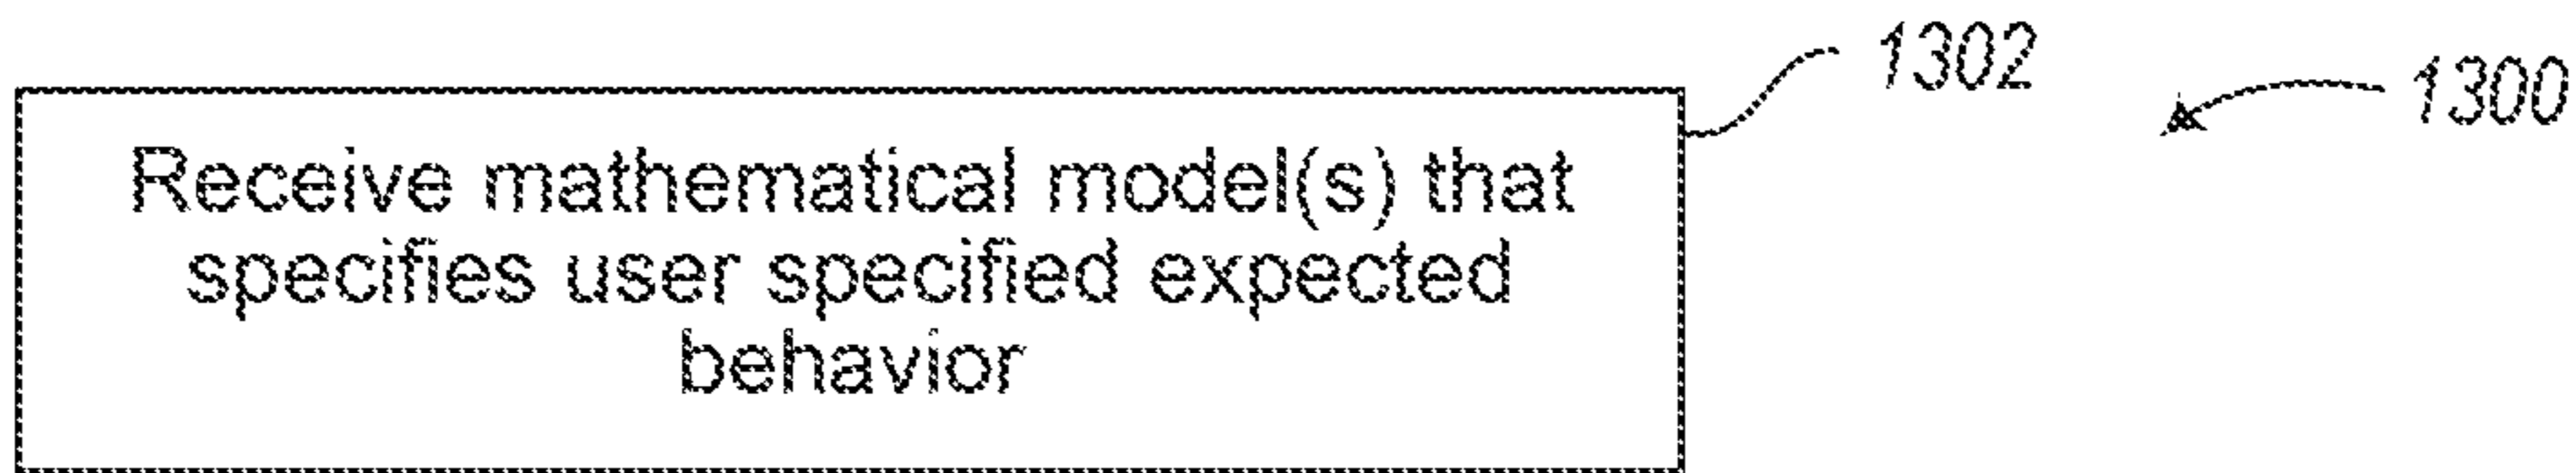 1302
1300
Receive mathematical model(s) that
specifies user specified expected
behavior